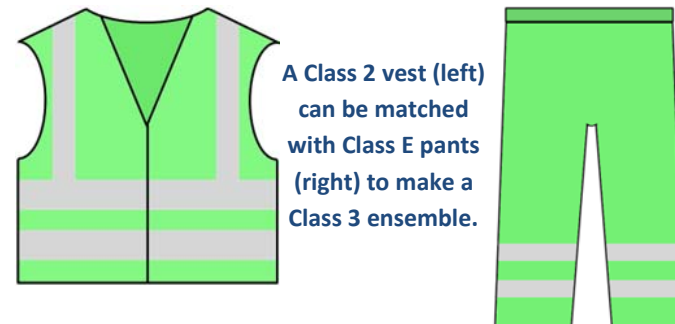 A Class 2 vest (left)
can be matched
with Class E pants
(right) to make a
Class 3 ensemble.